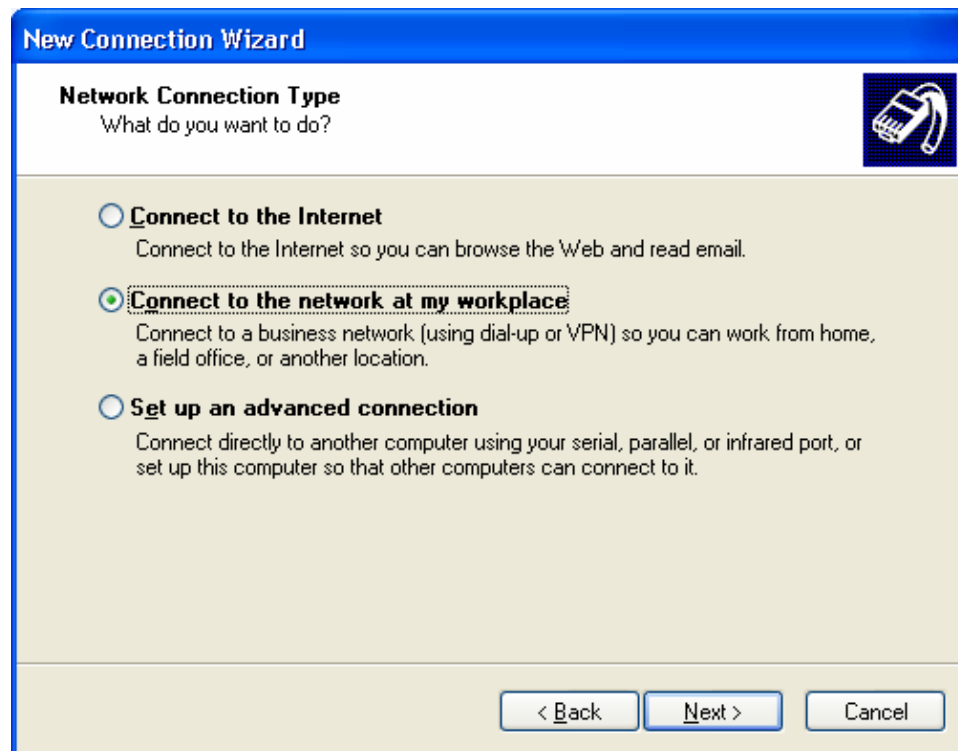 New Connection Wizard
Network Connection Type
What do you want to do?
Connect to the Internet
Connect to the Internet so you can browse the Web and read email.
Connect to the network at my workplace
Connect to a business network (using dial-up or VPN) so you can work from home,
a field office, or another location.
Set up an advanced connection
Connect directly to another computer using your serial, parallel, or infrared port, or
set up this computer so that other computers can connect to it.
< Back Next > Cancel